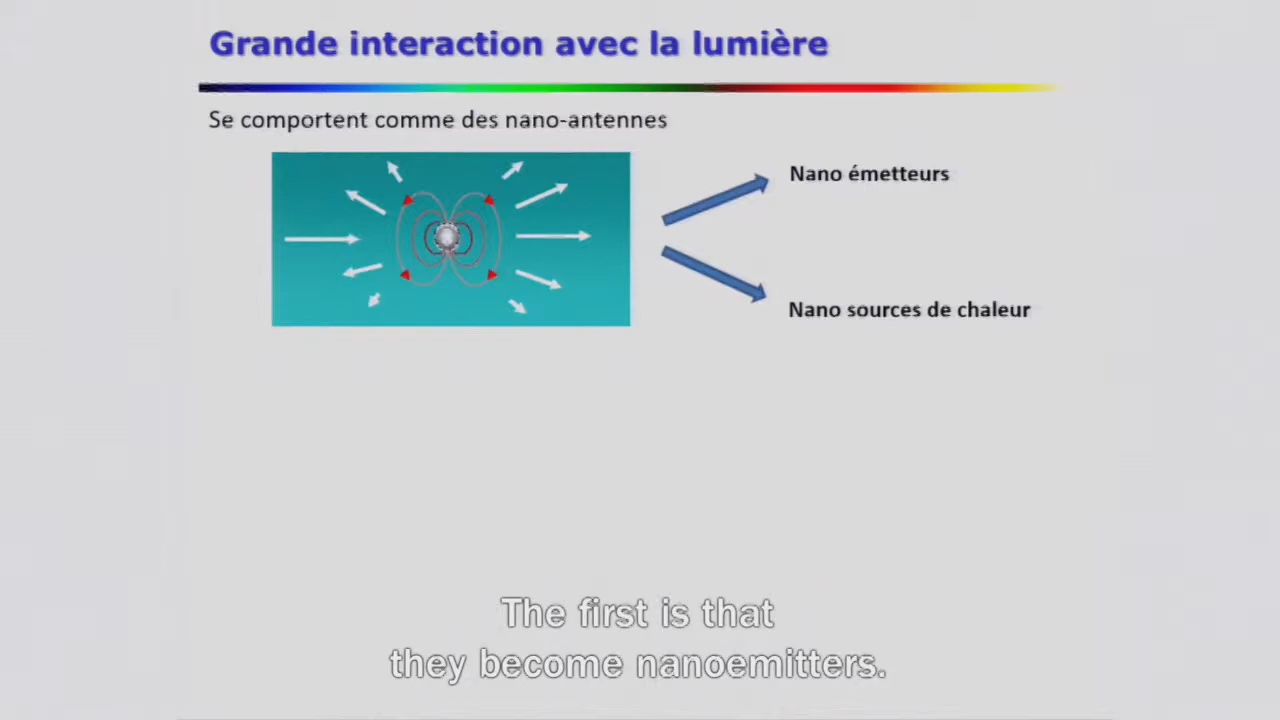 Grande interaction avec la lumière
Se comportent comme des nano-antennes
Nano émetteurs
Nano sources de chaleur
The first is that
they become nanoemitters.